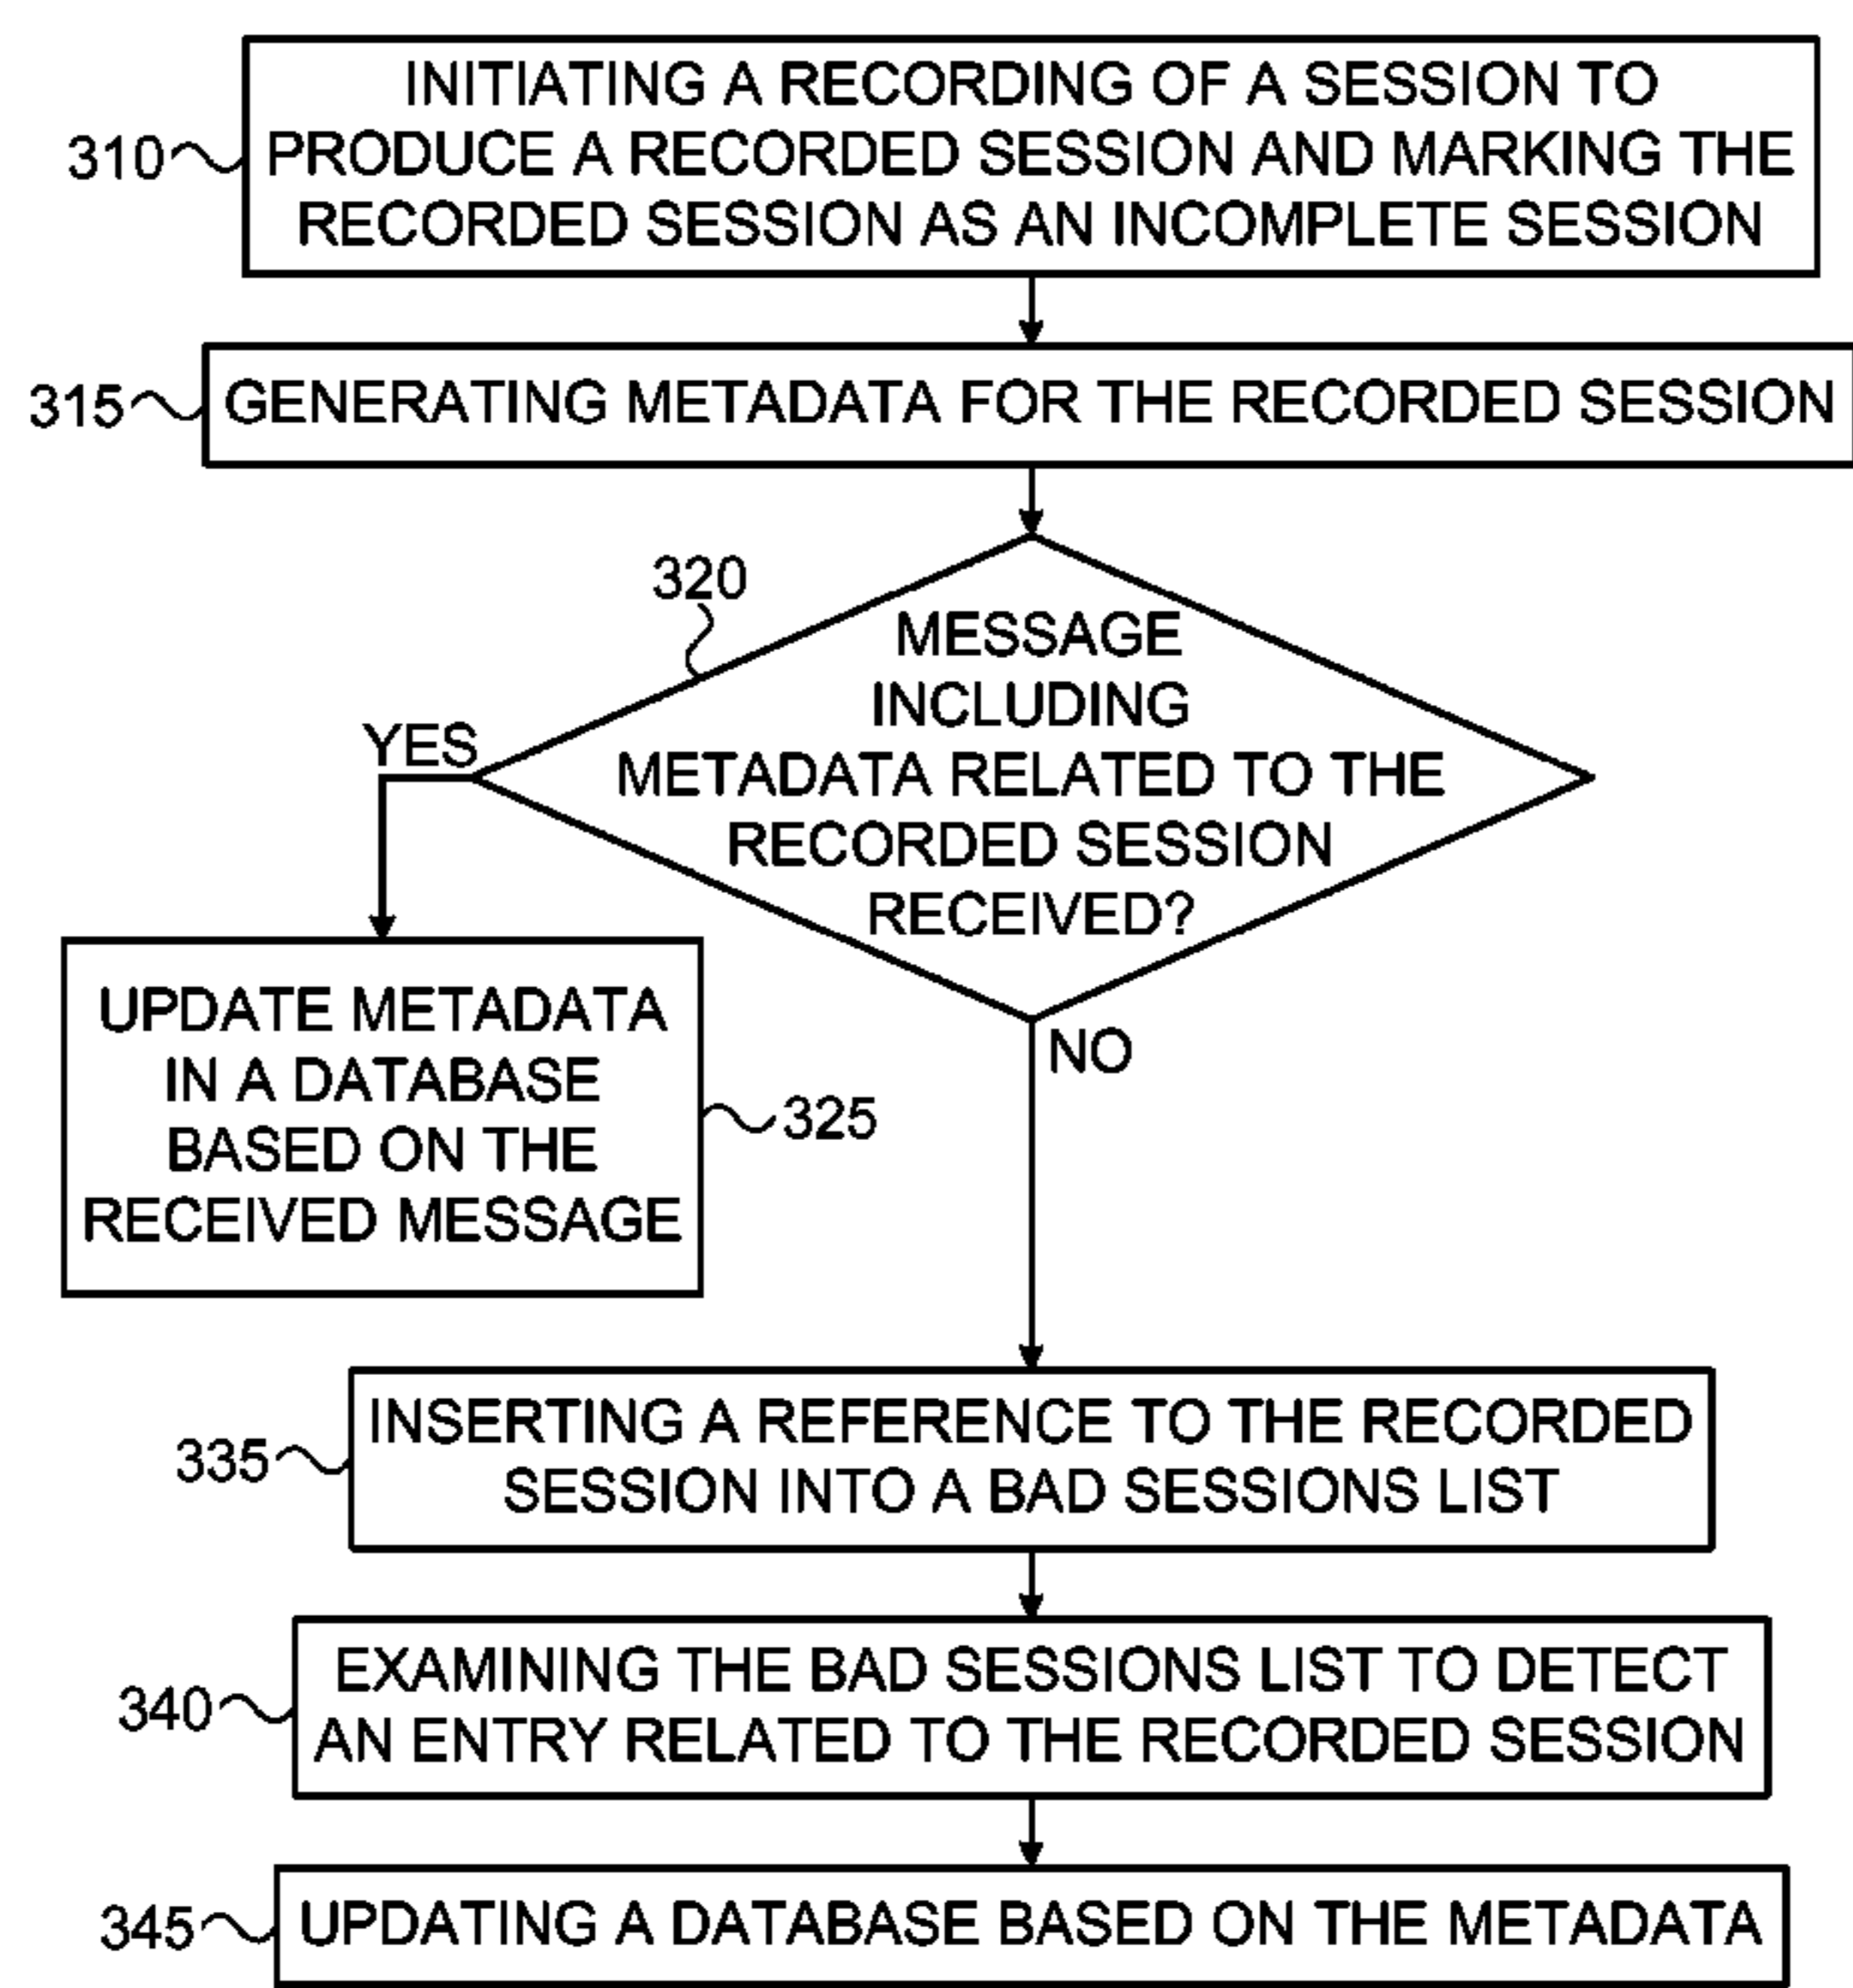 INITIATING A RECORDING OF A SESSION TO
310 PRODUCE A RECORDED SESSION AND MARKING THE
RECORDED SESSION AS AN INCOMPLETE SESSION
315 GENERATING METADATA FOR THE RECORDED SESSION
320
MESSAGE
INCLUDING
YES
METADATA RELATED TO THE
RECORDED SESSION
RECEIVED?
UPDATE METADATA
IN A DATABASE
BASED ON THE
RECEIVED MESSAGE
325
NO
INSERTING A REFERENCE TO THE RECORDED
335
SESSION INTO A BAD SESSIONS LIST
EXAMINING THE BAD SESSIONS LIST TO DETECT
340
AN ENTRY RELATED TO THE RECORDED SESSION
345 UPDATING A DATABASE BASED ON THE METADATA